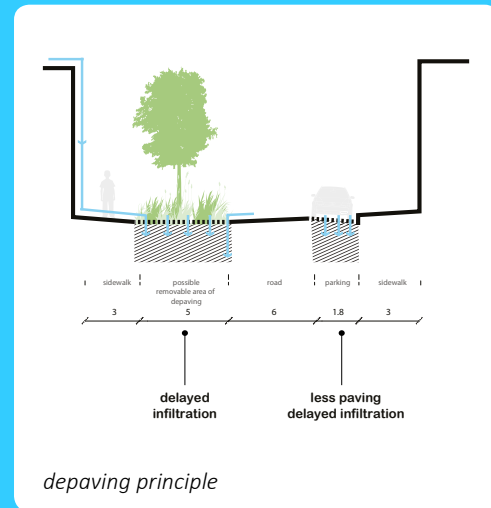 sidewalk
possible
removable area of
depaving
road
parking
sidewalk
3
5
6
1.8
3
delayed
infiltration
less paving
delayed infiltration
depaving principle